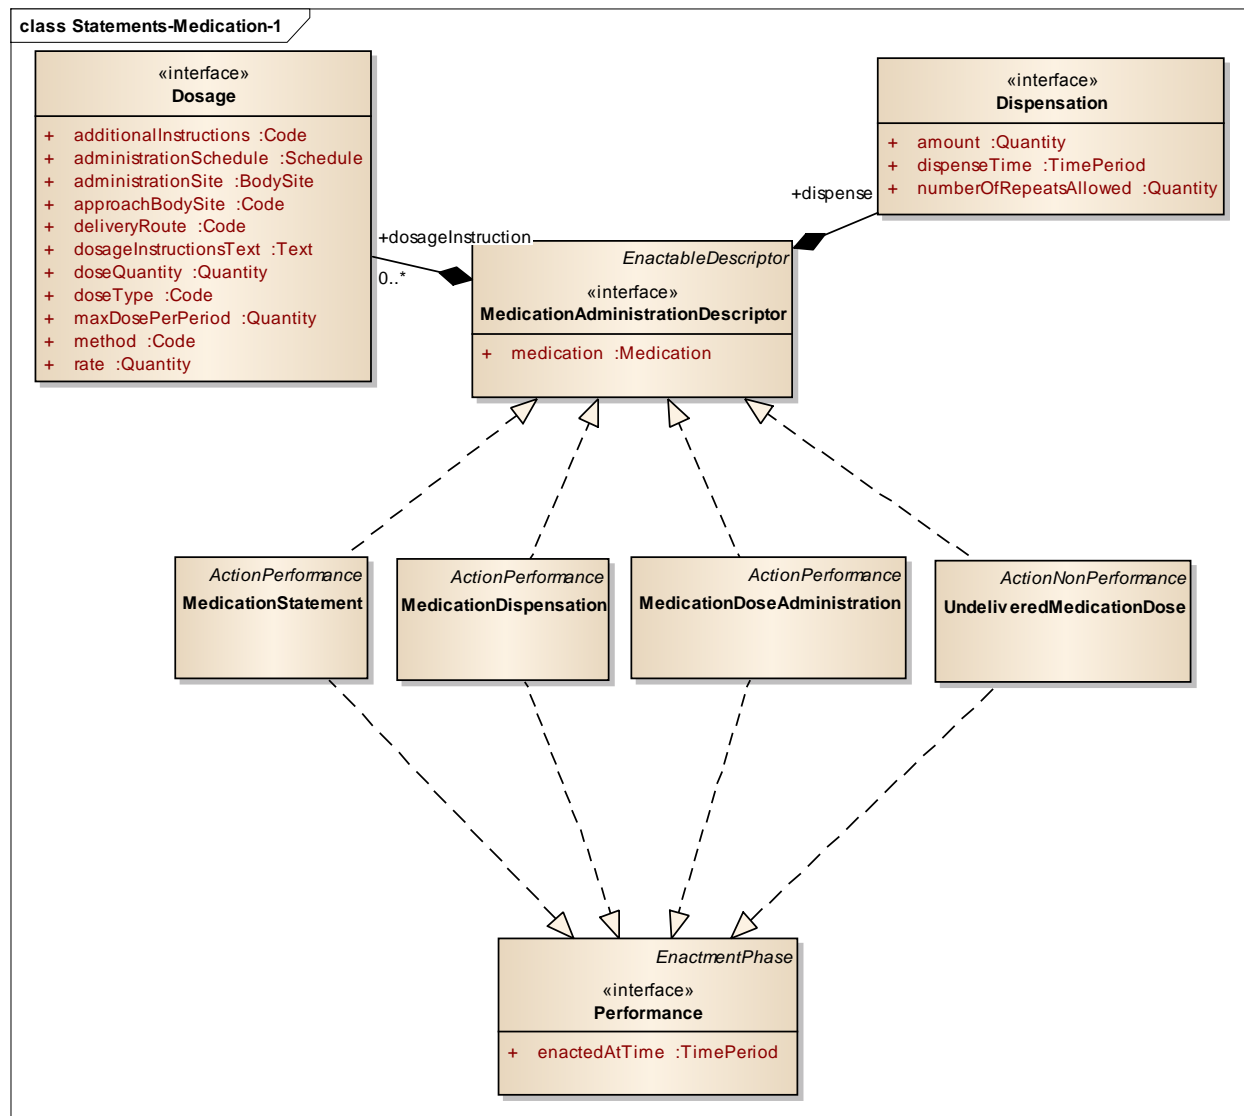 class Statements-Medication-1
«interface»
Dosage
+ additionalInstructions :Code
+ administrationSchedule :Schedule
+ administrationSite :BodySite
+ approachBodySite :Code
+ deliveryRoute :Code
+ dosageInstructionsText :Text
+ doseQuantity :Quantity
+ doseType :Code
+ maxDosePerPeriod :Quantity
+ method :Code
+ rate :Quantity
«interface»
Dispensation
+ amount :Quantity
+ dispenseTime :TimePeriod
+ numberOfRepeatsAllowed :Quantity
+dispense
+dosageInstruction
0..*
EnactableDescriptor
«interface»
MedicationAdministrationDescriptor
+ medication :Medication
ActionPerformance
MedicationStatement
ActionPerformance
MedicationDispensation
ActionPerformance
MedicationDoseAdministration
ActionNonPerformance
UndeliveredMedicationDose
EnactmentPhase
«interface»
Performance
+ enactedAtTime :TimePeriod